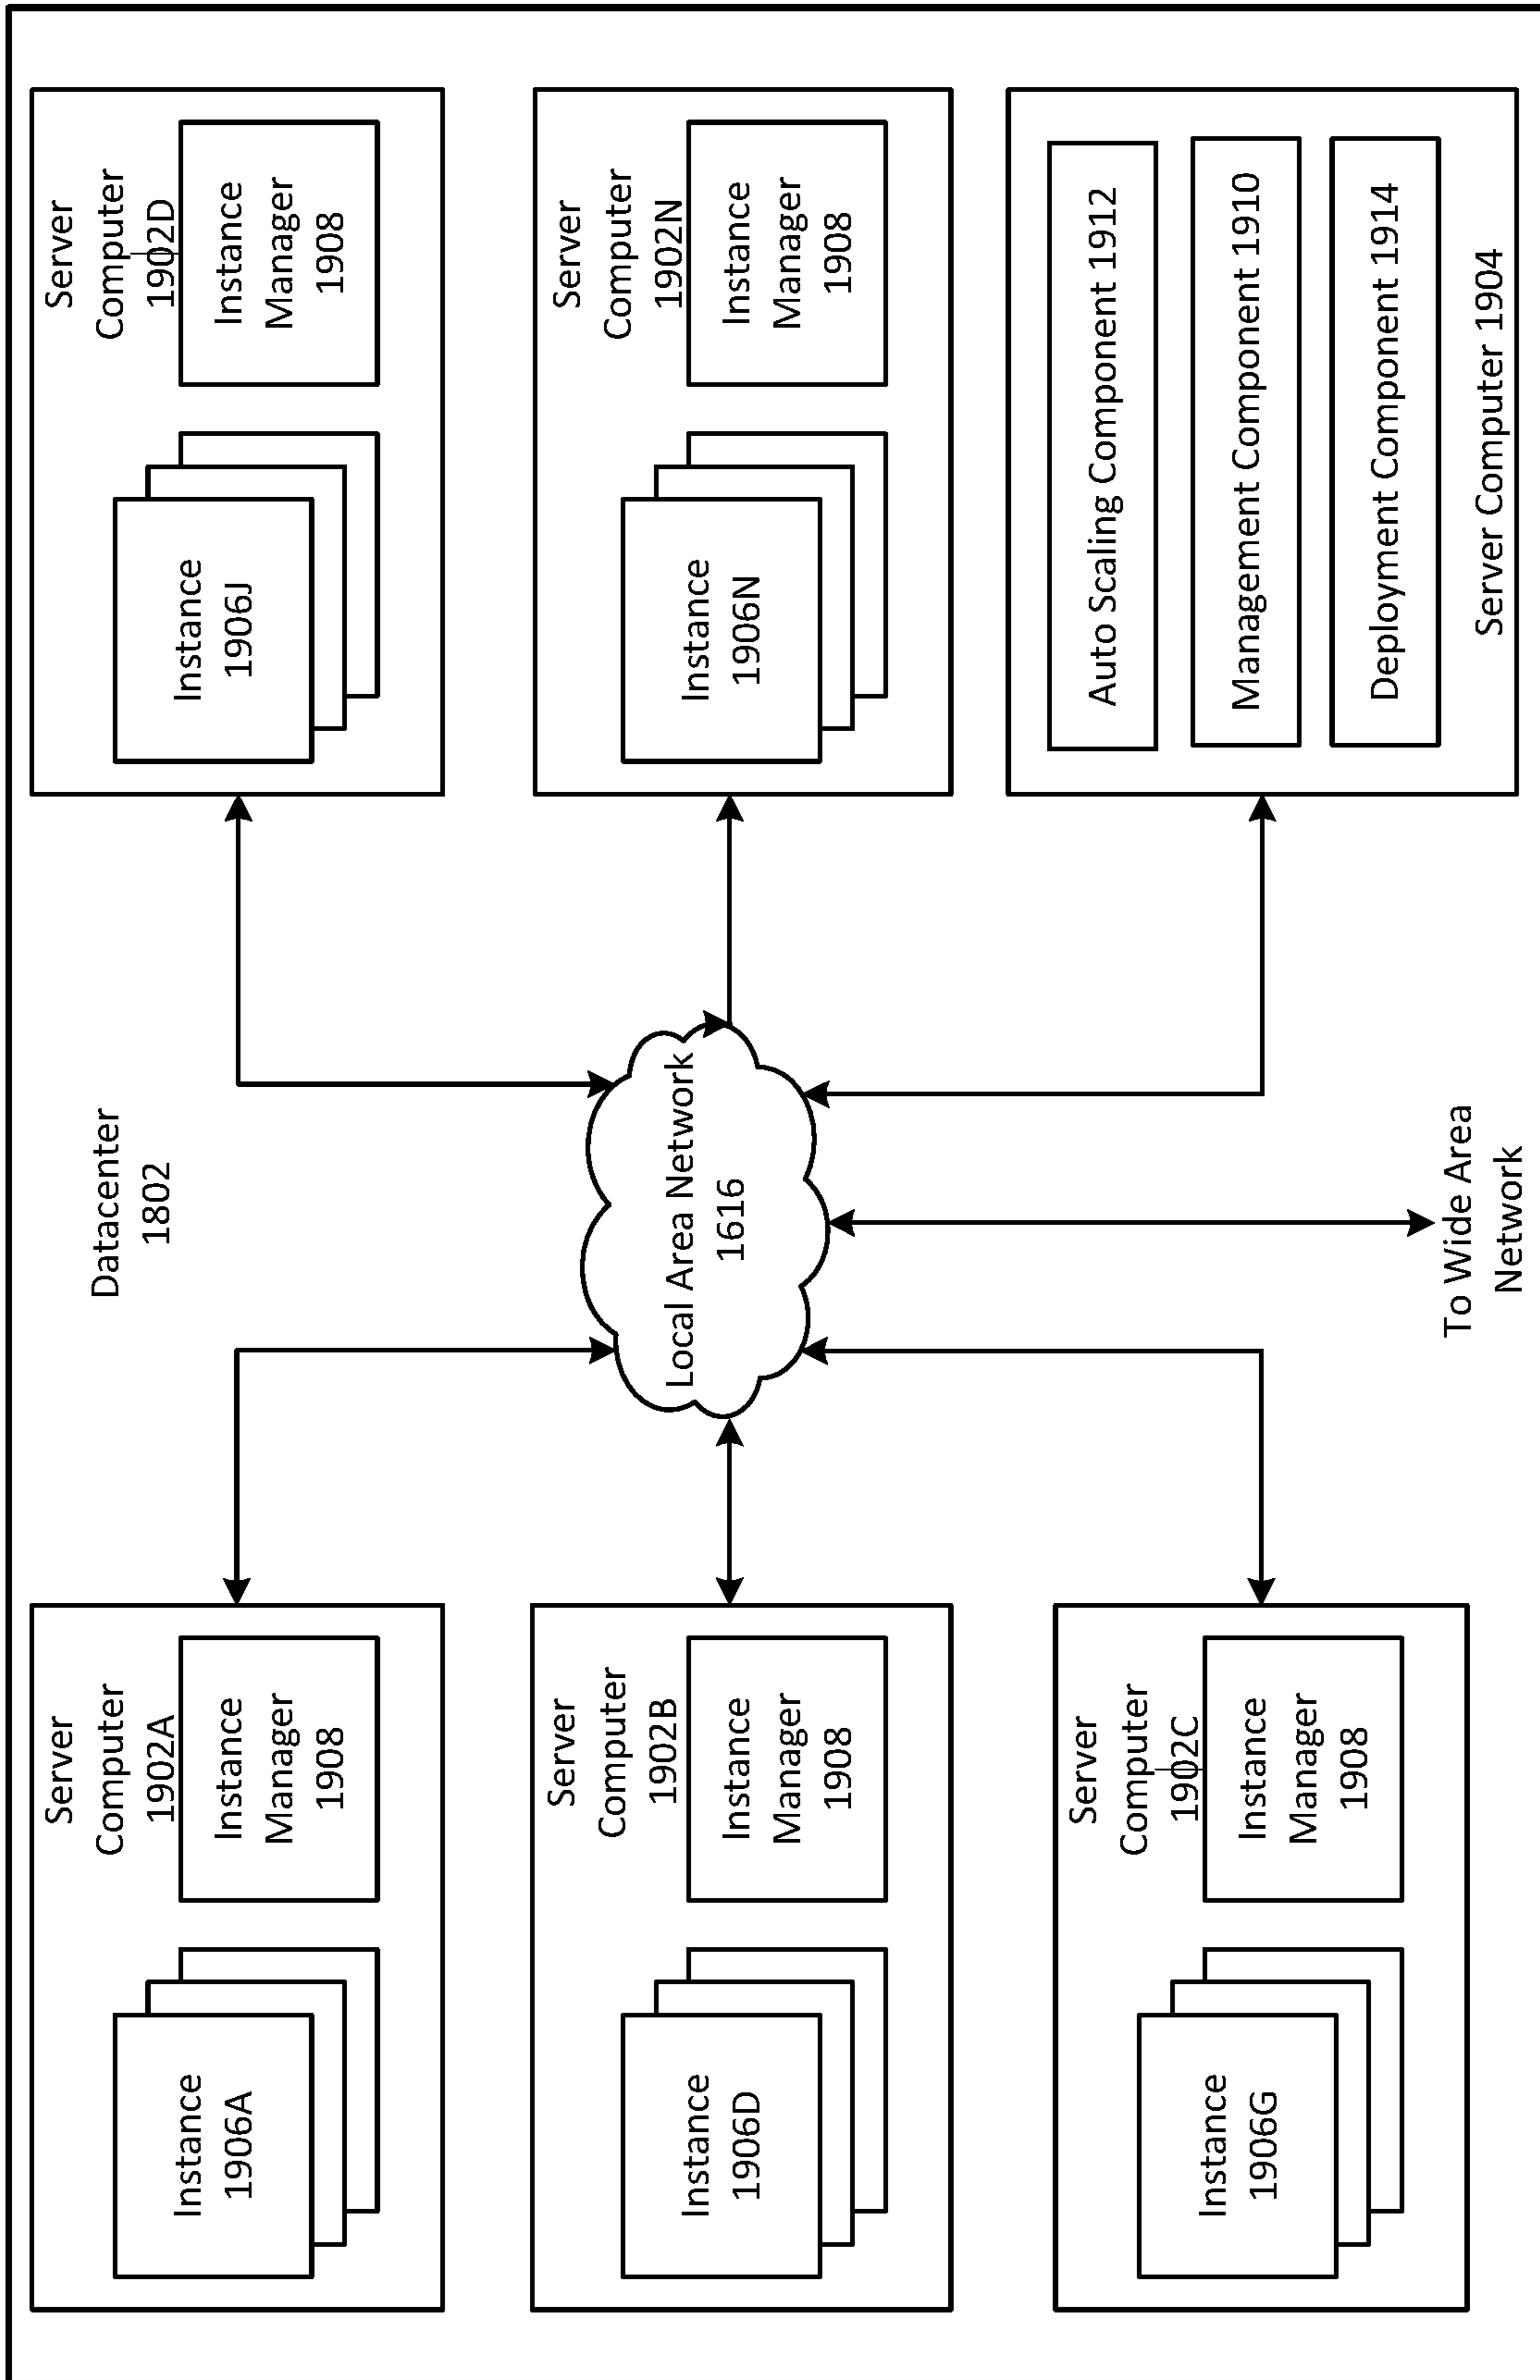 Datacenter
1802
Server
Computer
1902A
Instance
1906A
Instance
Manager
1908
Server
Computer
1902B
Instance
1906D
Instance
Manager
1908
Server
Computer
1902C
Instance
1906G
Instance
Manager
1908
Local Area Network
1616
To Wide Area
Network
Server
Computer
1902D
Instance
1906J
Instance
Manager
1908
Server
Computer
1902N
Instance
1906N
Instance
Manager
1908
Auto Scaling Component 1912
Management Component 1910
Deployment Component 1914
Server Computer 1904